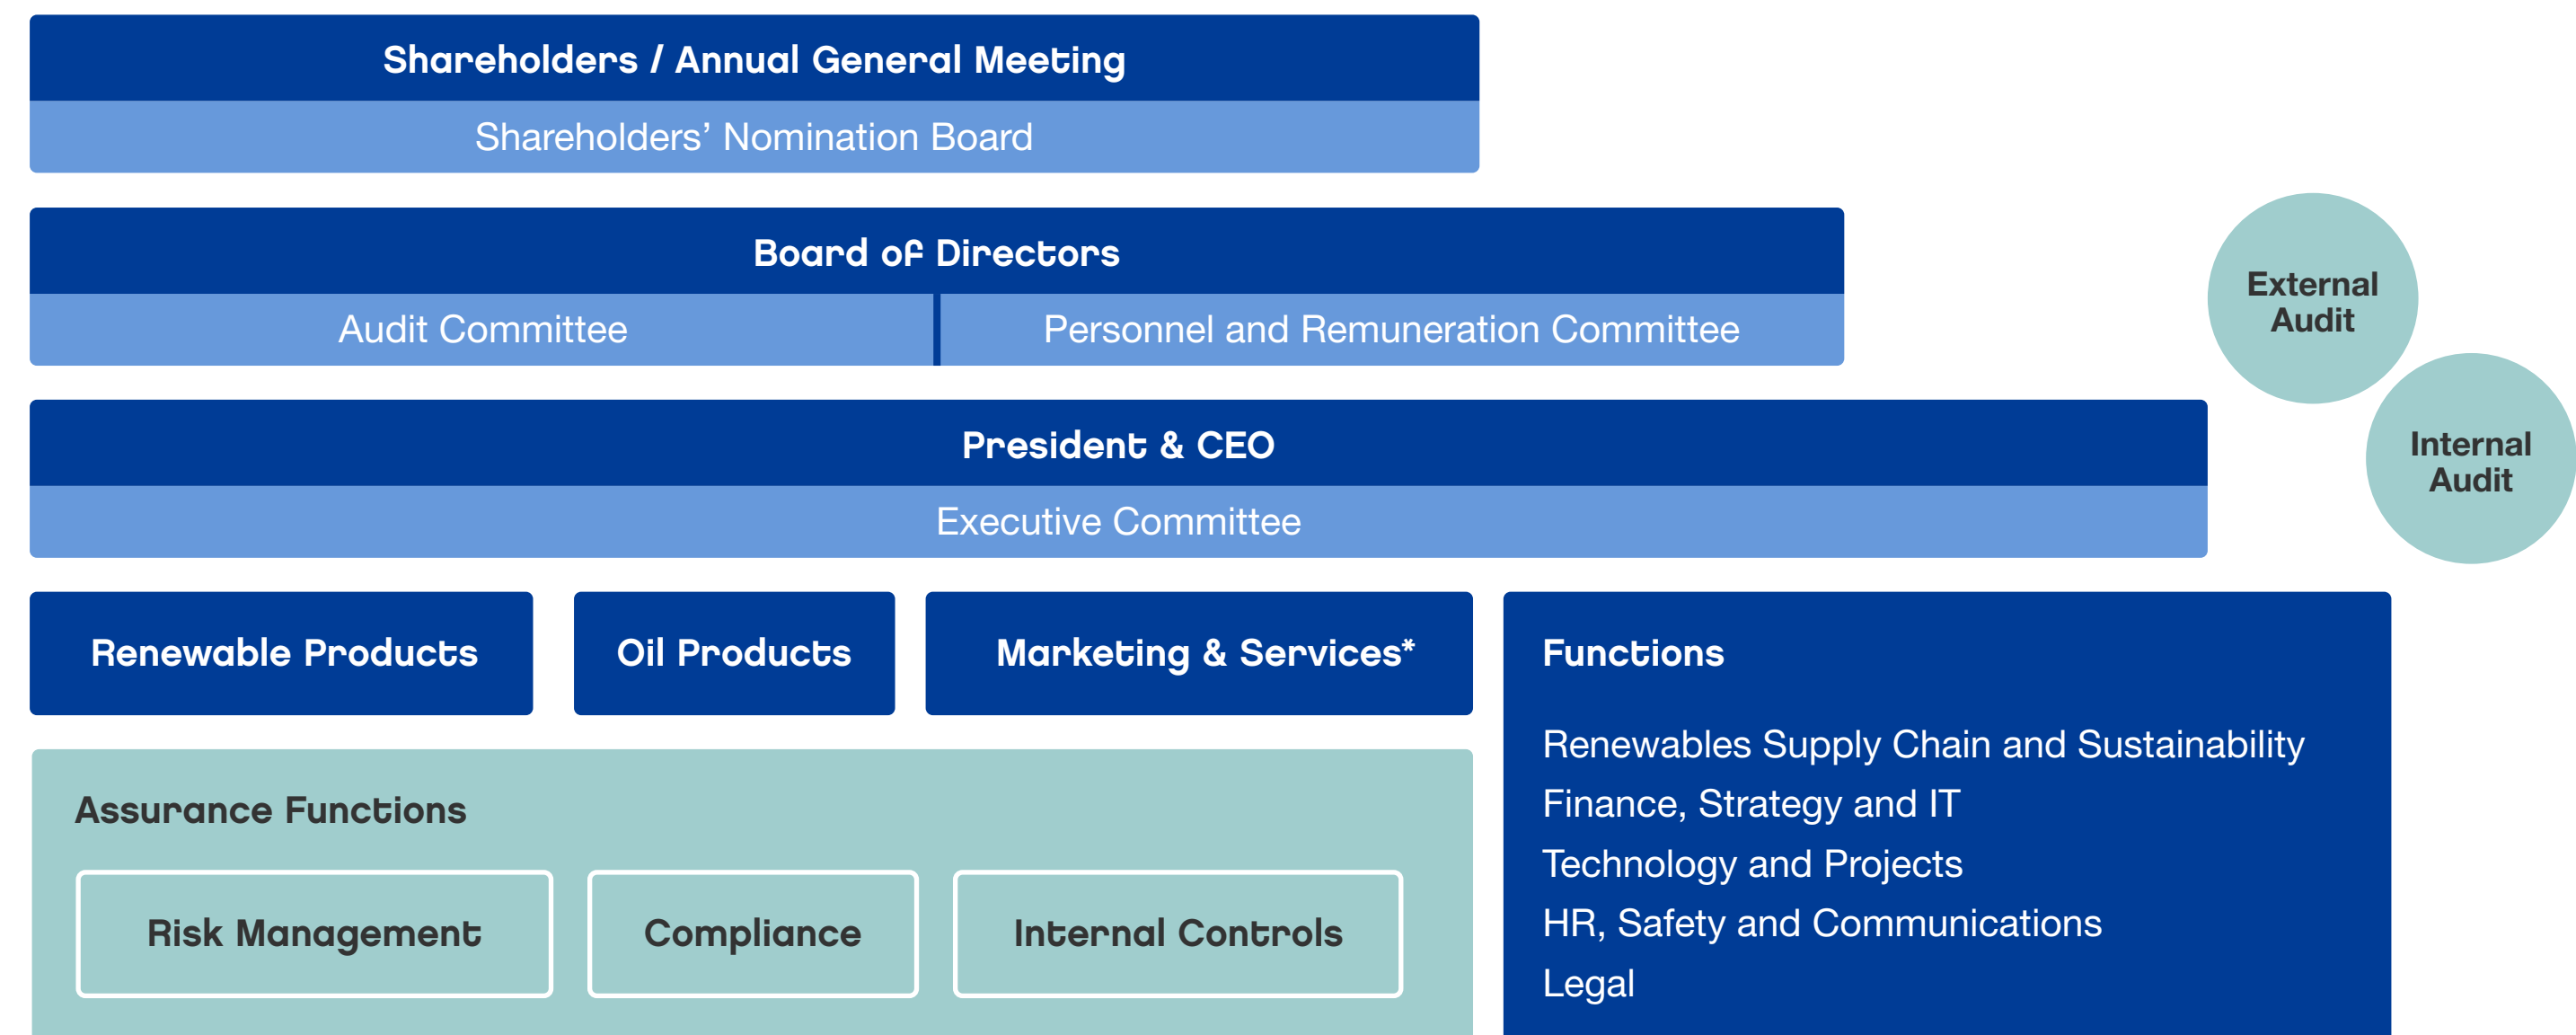 Shareholders / Annual General Meeting
Shareholders’ Nomination Board
Board of Directors
Audit Committee
Personnel and Remuneration Committee
External
Audit
President & CEO
Executive Committee
Internal
Audit
Renewable Products
Oil Products
Marketing & Services*
Assurance Functions
Risk Management
Compliance
Internal Controls
Functions
Renewables Supply Chain and Sustainability
Finance, Strategy and IT
Technology and Projects
HR, Safety and Communications
Legal